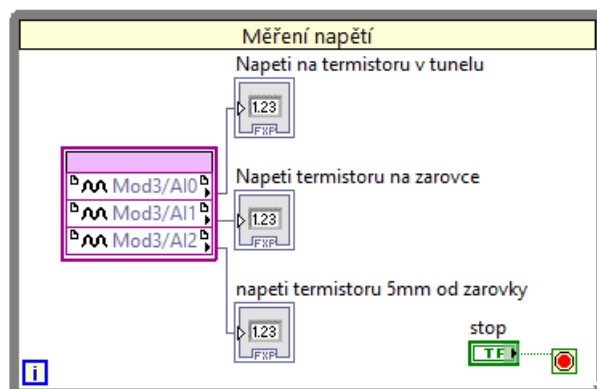 Měření napětí
Napeti na termistoru v tunelu
1.23
FXP
Mod3/AI0
Napeti termistoru na zarovce
Mod3/AI1
1.23
FXP
Mod3/AI2
napeti termistoru 5mm od zarovky
1.23
FXP
stop
TF
i